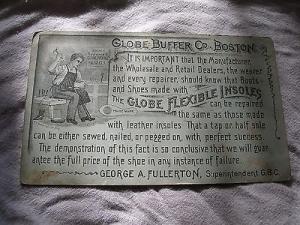 GLOBE BUFFER CO. BOSTON.
IT IS IMPORTANT that the Manufacturer,
the Wholesale and Retail Dealers, the wearer
and every repairer, should know that Boots
and Shoes made with
THE GLOBE FLEXIBLE INSOLES
can be repaired
the same as those made
with leather insoles. That a tap or half sole
can be either sewed, nailed, or pegged on, with perfect success.
The demonstration of this fact is so conclusive that we will guar-
antee the full price of the shoe in any instance of failure.
GEORGE A. FULLERTON, Superintendent G.B.C.